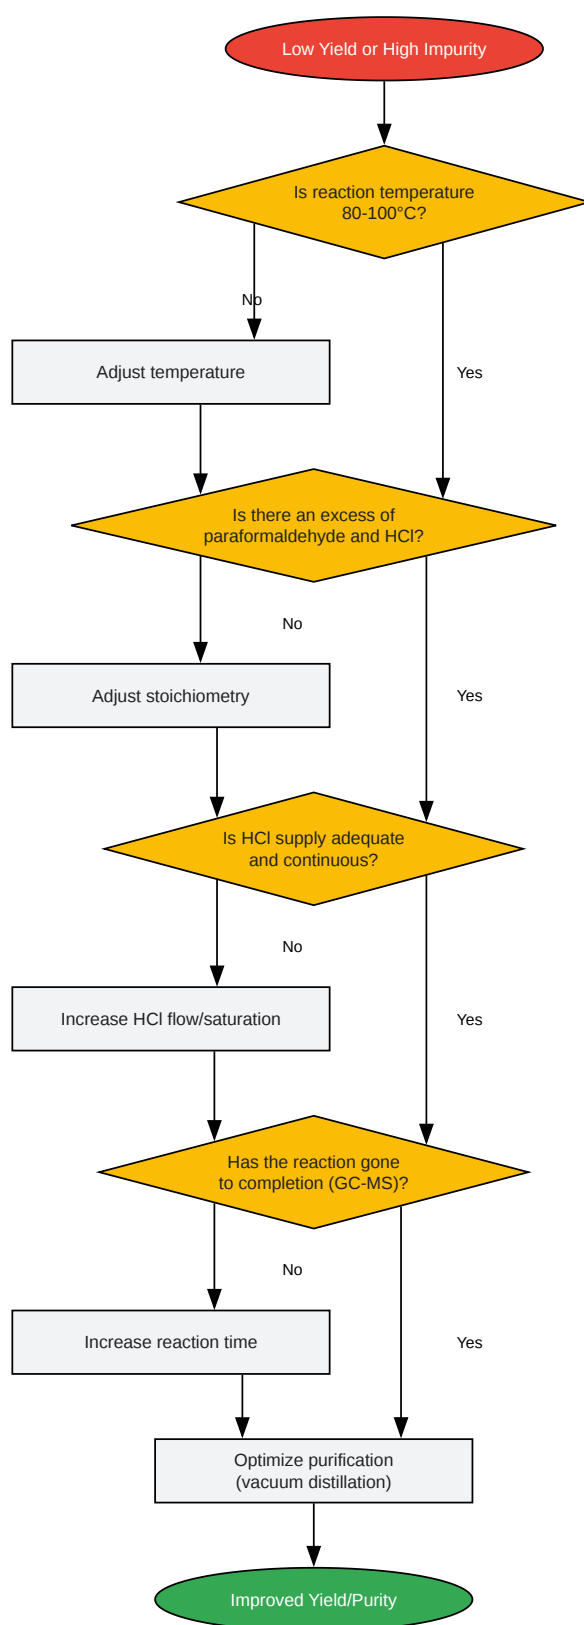 Low Yield or High Impurity
Is reaction temperature
80-100°C?
No
Adjust temperature
Yes
Is there an excess of
paraformaldehyde and HCl?
No
Adjust stoichiometry
Yes
Is HCl supply adequate
and continuous?
No
Increase HCl flow/saturation
Yes
Has the reaction gone
to completion (GC-MS)?
No
Increase reaction time
Yes
Optimize purification
(vacuum distillation)
Improved Yield/Purity